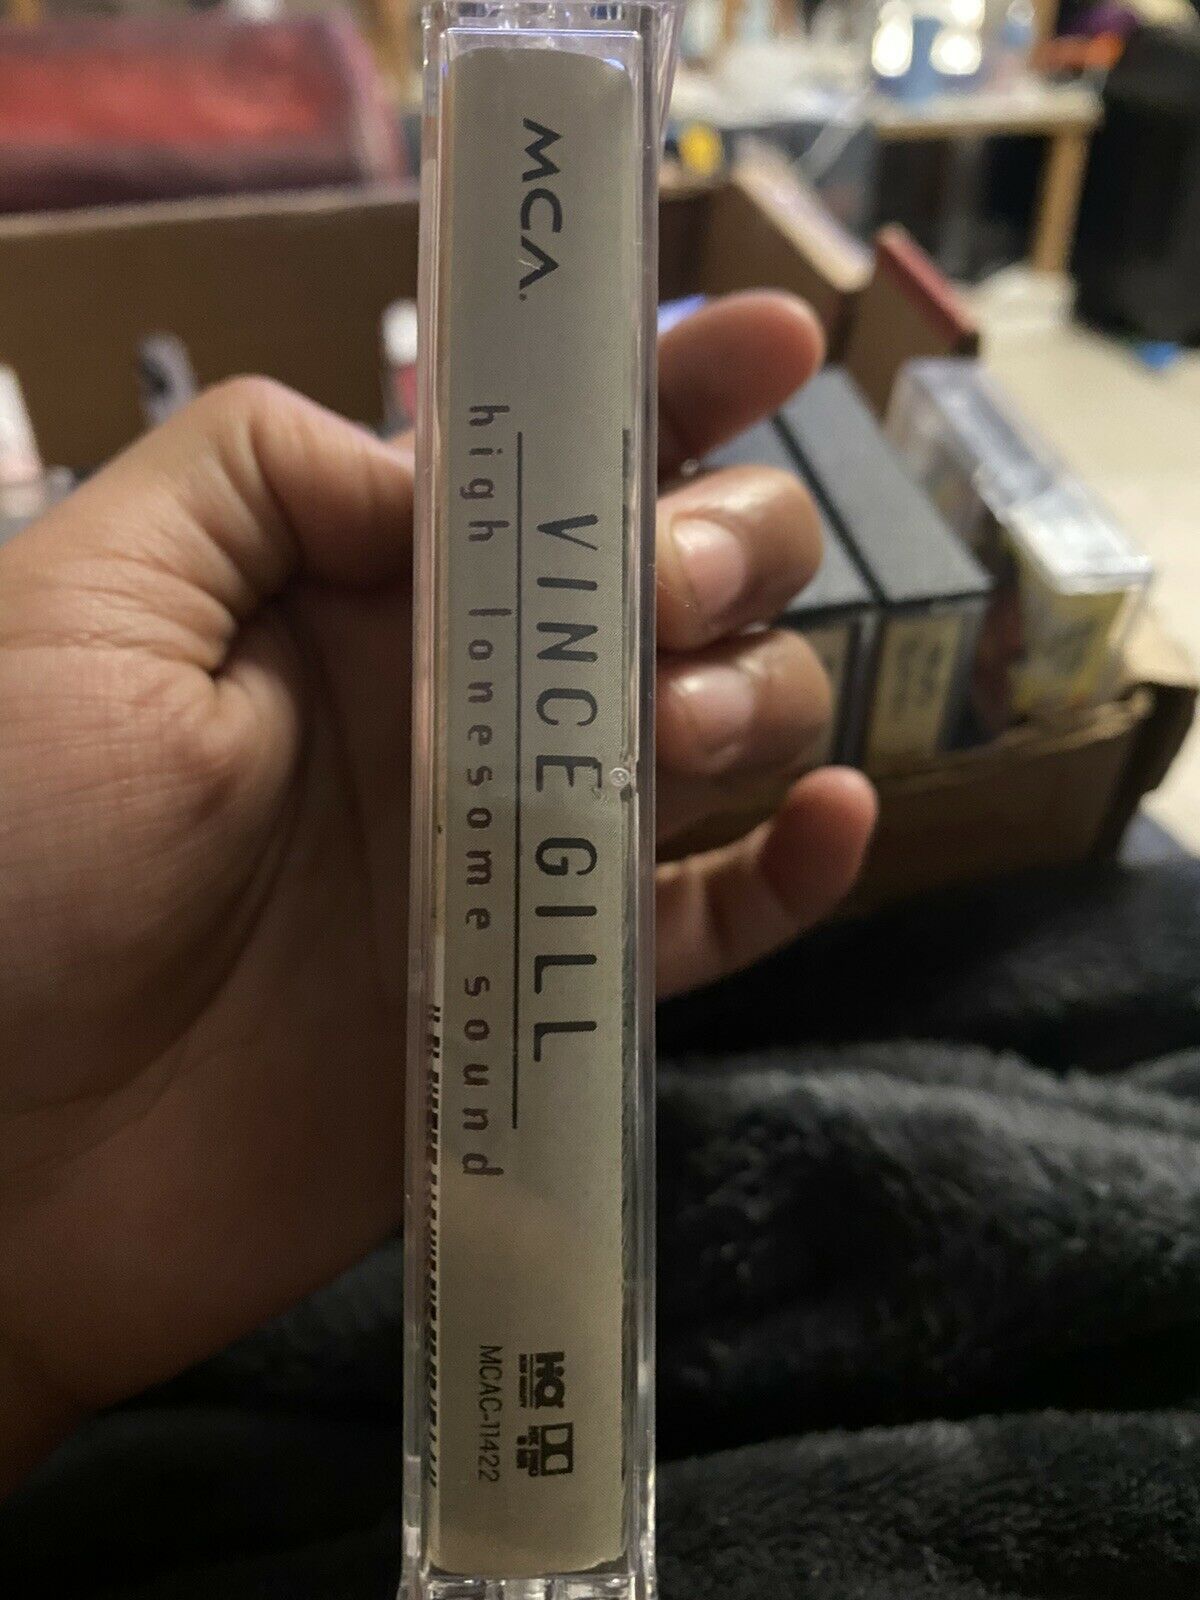 MCA
VINCE GILL
high lonesome sound
HQ
MCAC-11422